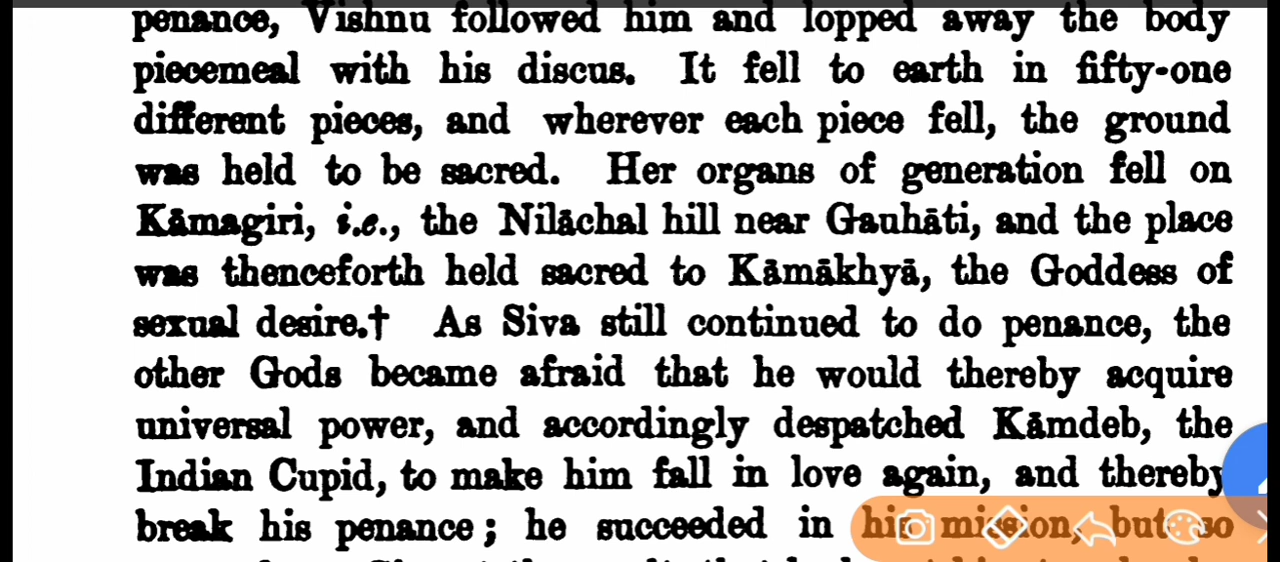 penance, Vishnu followed him and lopped away the body
piecemeal with his discus. It fell to earth in fifty-one
different pieces, and wherever each piece fell, the ground
was held to be sacred. Her organs of generation fell on
Kāmagiri, i.e., the Nilāchal hill near Gauhāti, and the place
was thenceforth held sacred to Kāmākhyā, the Goddess of
sexual desire.† As Siva still continued to do penance, the
other Gods became afraid that he would thereby acquire
universal power, and accordingly despatched Kāmdeb, the
Indian Cupid, to make him fall in love again, and thereby
break his penance; he succeeded in his mission, but so